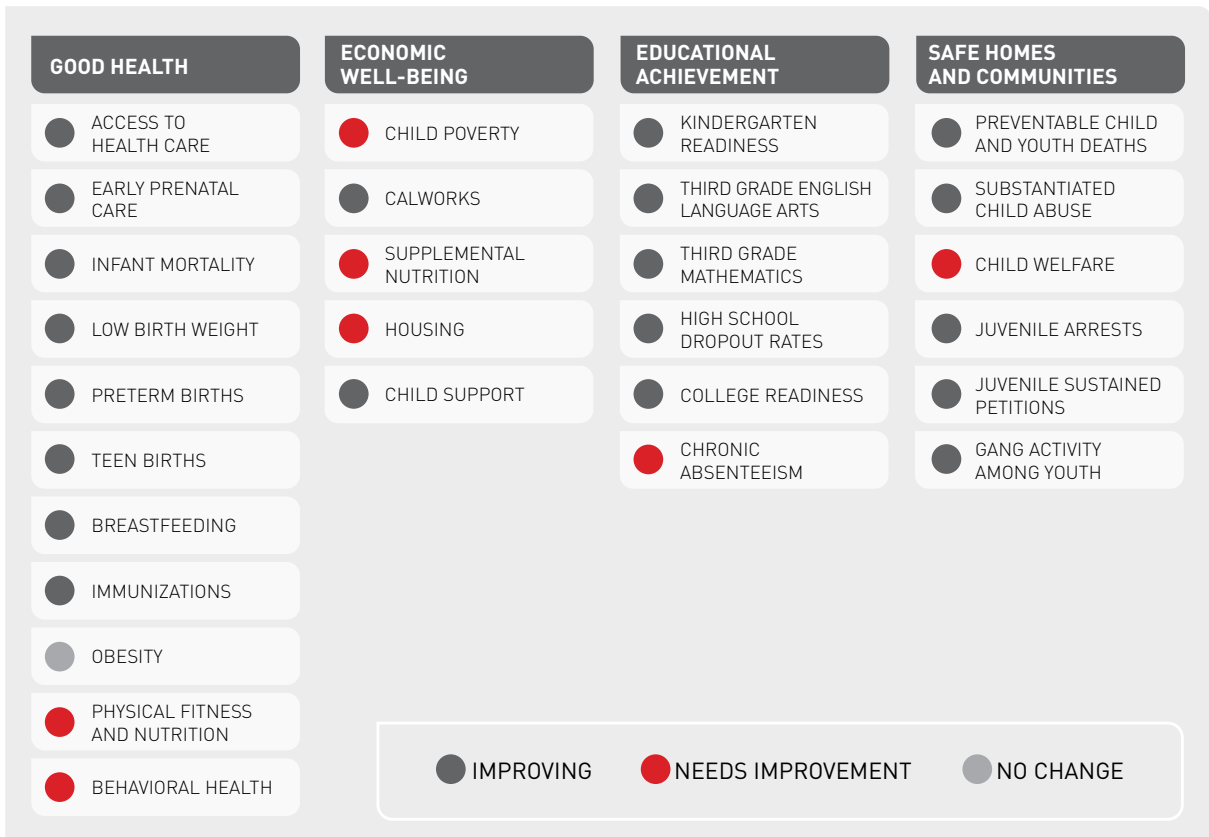 GOOD HEALTH
ACCESS TO
HEALTH CARE
EARLY PRENATAL
CARE
INFANT MORTALITY
LOW BIRTH WEIGHT
PRETERM BIRTHS
TEEN BIRTHS
BREASTFEEDING
IMMUNIZATIONS
OBESITY
PHYSICAL FITNESS
AND NUTRITION
BEHAVIORAL HEALTH
ECONOMIC
WELL-BEING
CHILD POVERTY
CALWORKS
SUPPLEMENTAL
NUTRITION
HOUSING
CHILD SUPPORT
EDUCATIONAL
ACHIEVEMENT
KINDERGARTEN
READINESS
THIRD GRADE ENGLISH
LANGUAGE ARTS
THIRD GRADE
MATHEMATICS
HIGH SCHOOL
DROPOUT RATES
COLLEGE READINESS
CHRONIC
ABSENTEEISM
SAFE HOMES
AND COMMUNITIES
PREVENTABLE CHILD
AND YOUTH DEATHS
SUBSTANTIATED
CHILD ABUSE
CHILD WELFARE
JUVENILE ARRESTS
JUVENILE SUSTAINED
PETITIONS
GANG ACTIVITY
AMONG YOUTH
IMPROVING
NEEDS IMPROVEMENT
NO CHANGE